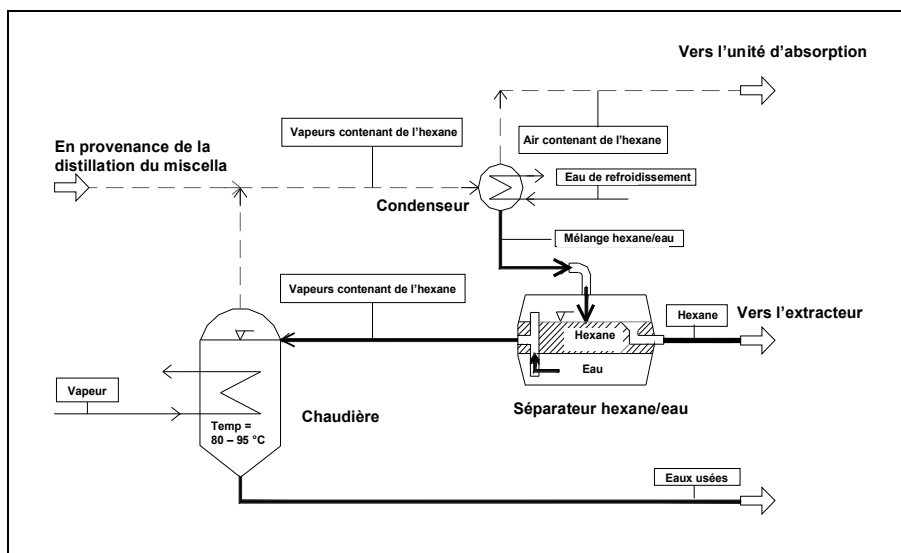 Vers l’unité d’absorption
Vapeurs contenant de l’hexane
Air contenant de l’hexane
En provenance de la
distillation du miscella
Eau de refroidissement
Condenseur
Mélange hexane/eau
Vapeurs contenant de l’hexane
Hexane
Vers l’extracteur
Hexane
Eau
Vapeur
Chaudière
Séparateur hexane/eau
Temp =
80 – 95 °C
Eaux usées